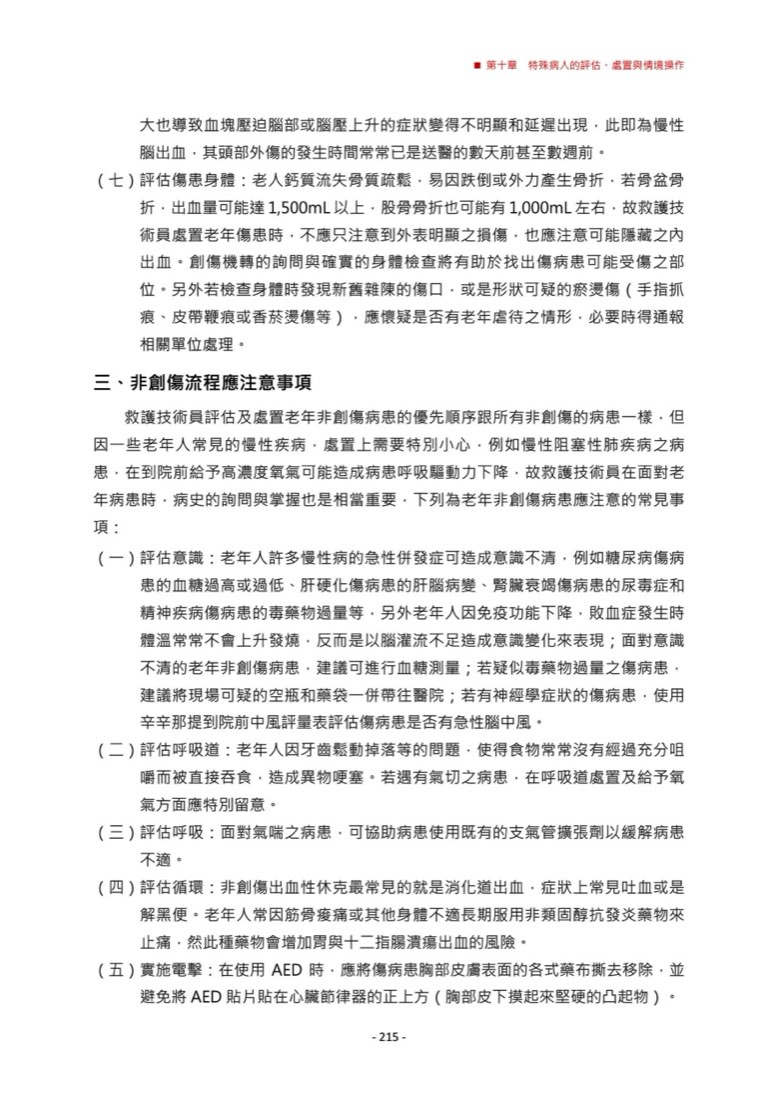 ■ 第十章　特殊病人的評估、處置與情境操作
大也導致血塊壓迫腦部或腦壓上升的症狀變得不明顯和延遲出現，此即為慢性
腦出血，其頭部外傷的發生時間常常已是送醫的數天前甚至數週前。
（七）評估傷患身體：老人鈣質流失骨質疏鬆，易因跌倒或外力產生骨折，若骨盆骨
折，出血量可能達 1,500mL 以上，股骨骨折也可能有 1,000mL 左右，故救護技
術員處置老年傷患時，不應只注意到外表明顯之損傷，也應注意可能隱藏之內
出血。創傷機轉的詢問與確實的身體檢查將有助於找出傷病患可能受傷之部
位。另外若檢查身體時發現新舊雜陳的傷口，或是形狀可疑的瘀燙傷（手指抓
痕、皮帶鞭痕或香菸燙傷等），應懷疑是否有老年虐待之情形，必要時得通報
相關單位處理。
三、非創傷流程應注意事項
救護技術員評估及處置老年非創傷病患的優先順序跟所有非創傷的病患一樣，但
因一些老年人常見的慢性疾病，處置上需要特別小心，例如慢性阻塞性肺疾病之病
患，在到院前給予高濃度氧氣可能造成病患呼吸驅動力下降，故救護技術員在面對老
年病患時，病史的詢問與掌握也是相當重要，下列為老年非創傷病患應注意的常見事
項：
（一）評估意識：老年人許多慢性病的急性併發症可造成意識不清，例如糖尿病傷病
患的血糖過高或過低、肝硬化傷病患的肝腦病變、腎臟衰竭傷病患的尿毒症和
精神疾病傷病患的毒藥物過量等，另外老年人因免疫功能下降，敗血症發生時
體溫常常不會上升發燒，反而是以腦灌流不足造成意識變化來表現；面對意識
不清的老年非創傷病患，建議可進行血糖測量；若疑似毒藥物過量之傷病患，
建議將現場可疑的空瓶和藥袋一併帶往醫院；若有神經學症狀的傷病患，使用
辛辛那提到院前中風評量表評估傷病患是否有急性腦中風。
（二）評估呼吸道：老年人因牙齒鬆動掉落等的問題，使得食物常常沒有經過充分咀
嚼而被直接吞食，造成異物哽塞。若遇有氣切之病患，在呼吸道處置及給予氧
氣方面應特別留意。
（三）評估呼吸：面對氣喘之病患，可協助病患使用既有的支氣管擴張劑以緩解病患
不適。
（四）評估循環：非創傷出血性休克最常見的就是消化道出血，症狀上常見吐血或是
解黑便。老年人常因筋骨痠痛或其他身體不適長期服用非類固醇抗發炎藥物來
止痛，然此種藥物會增加胃與十二指腸潰瘍出血的風險。
（五）實施電擊：在使用 AED 時，應將傷病患胸部皮膚表面的各式藥布撕去移除，並
避免將 AED 貼片貼在心臟節律器的正上方（胸部皮下摸起來堅硬的凸起物）。
- 215 -